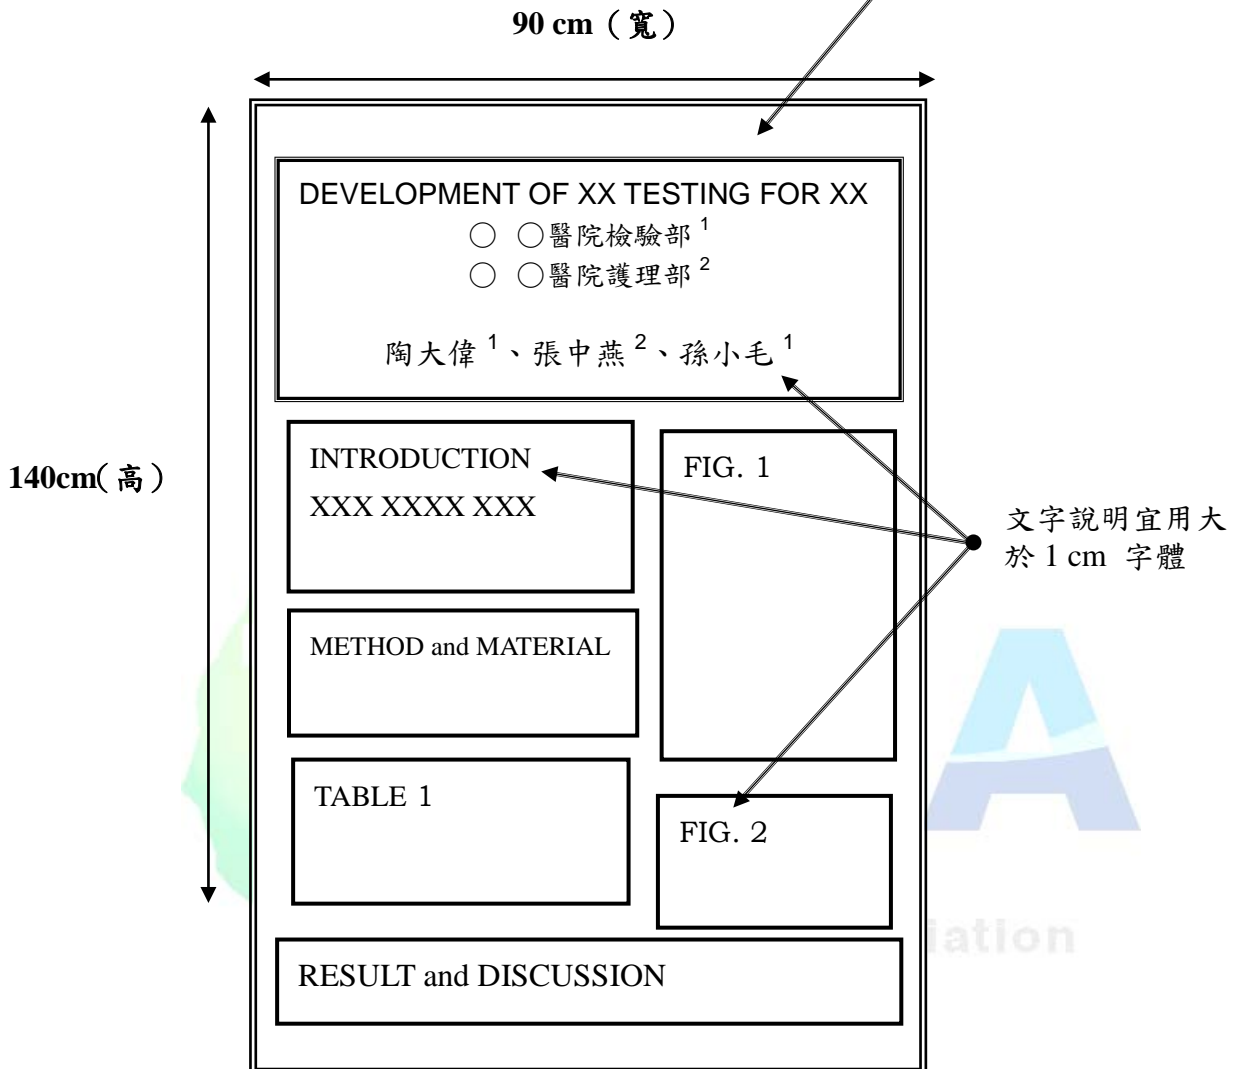 90 cm（寬）
DEVELOPMENT OF XX TESTING FOR XX
○ ○醫院檢驗部 1
○ ○醫院護理部 2
陶大偉 1、張中燕 2、孫小毛 1
140cm(高)
INTRODUCTION
XXX XXXX XXX
FIG. 1
文字說明宜用大
於 1 cm 字體
METHOD and MATERIAL
TABLE 1
FIG. 2
RESULT and DISCUSSION
A
iation